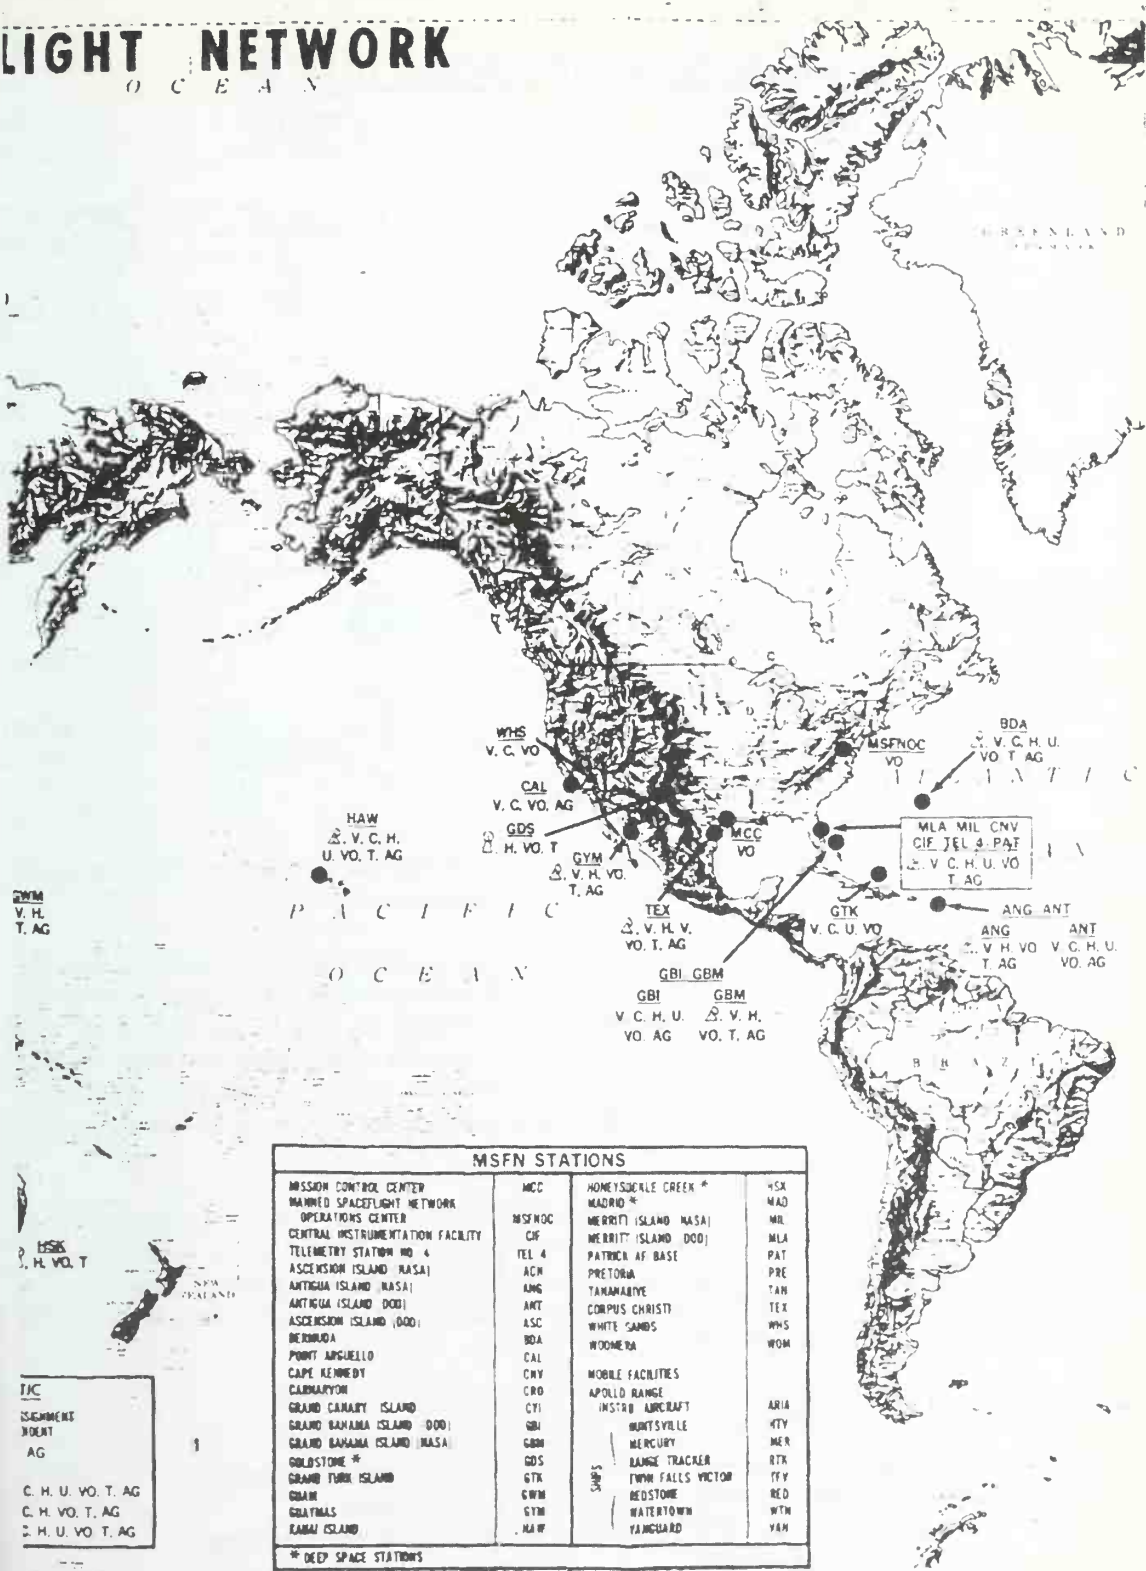 LIGHT NETWORK
OCEAN
GREENLAND
WHS
V. C. VO
CAL
V. C. VO. AG
HAW
V. C. H.
U. VO. T. AG
GDS
H. VO. T
GYM
V. H. VO.
T. AG
MSFNOC
VO
BDA
V. C. H. U.
VO. T. AG
ATLANTIC
MCC
VO
MLA MIL CNV
CIF TEL 4 PAT
V. C. H. U. VO
T. AG
GWM
V. H.
T. AG
PACIFIC
OCEAN
TEX
V. H. V.
VO. T. AG
GTK
V. C. U. VO
ANG ANT
ANG
V. H. VO
T. AG
ANT
V. C. H. U.
VO. AG
GBI GBM
GBI
V. C. H. U.
VO. AG
GBM
V. H.
VO. T. AG
BRAZIL
HSK
H. VO. T
NEW
ZEALAND
MSFN STATIONS
MISSION CONTROL CENTER MCC
MANNED SPACEFLIGHT NETWORK
OPERATIONS CENTER MSFNOC
CENTRAL INSTRUMENTATION FACILITY CIF
TELEMETRY STATION NO. 4 TEL 4
ASCENSION ISLAND (NASA) ACN
ANTIGUA ISLAND (NASA) ANG
ANTIGUA ISLAND (DOD) ANT
ASCENSION ISLAND (DOD) ASC
BERMUDA BDA
POINT ARGUELLO CAL
CAPE KENNEDY CNV
CARNARVON CRO
GRAND CANARY ISLAND CYI
GRAND BAHAMA ISLAND (DOD) GBI
GRAND BAHAMA ISLAND (NASA) GBM
GOLDSTONE * GDS
GRAND TURK ISLAND GTK
GUAM GWM
GUAYMAS GYM
KAUAI ISLAND HAW
HONEYSUCKLE CREEK * HSK
MADRID * MAD
MERRITT ISLAND (NASA) MIL
MERRITT ISLAND (DOD) MLA
PATRICK AF BASE PAT
PRETORIA PRE
TANANARIVE TAN
CORPUS CHRISTI TEX
WHITE SANDS WHS
WOOMERA WOM
MOBILE FACILITIES
APOLLO RANGE
INSTRU AIRCRAFT ARIA
SHIPS
HUNTSVILLE HTV
MERCURY MER
RANGE TRACKER RTK
TWIN FALLS VICTOR TFV
REDSTONE RED
WATERTOWN WTN
VANGUARD VAN
* DEEP SPACE STATIONS
AG
C. H. U. VO. T. AG
C. H. VO. T. AG
C. H. U. VO. T. AG